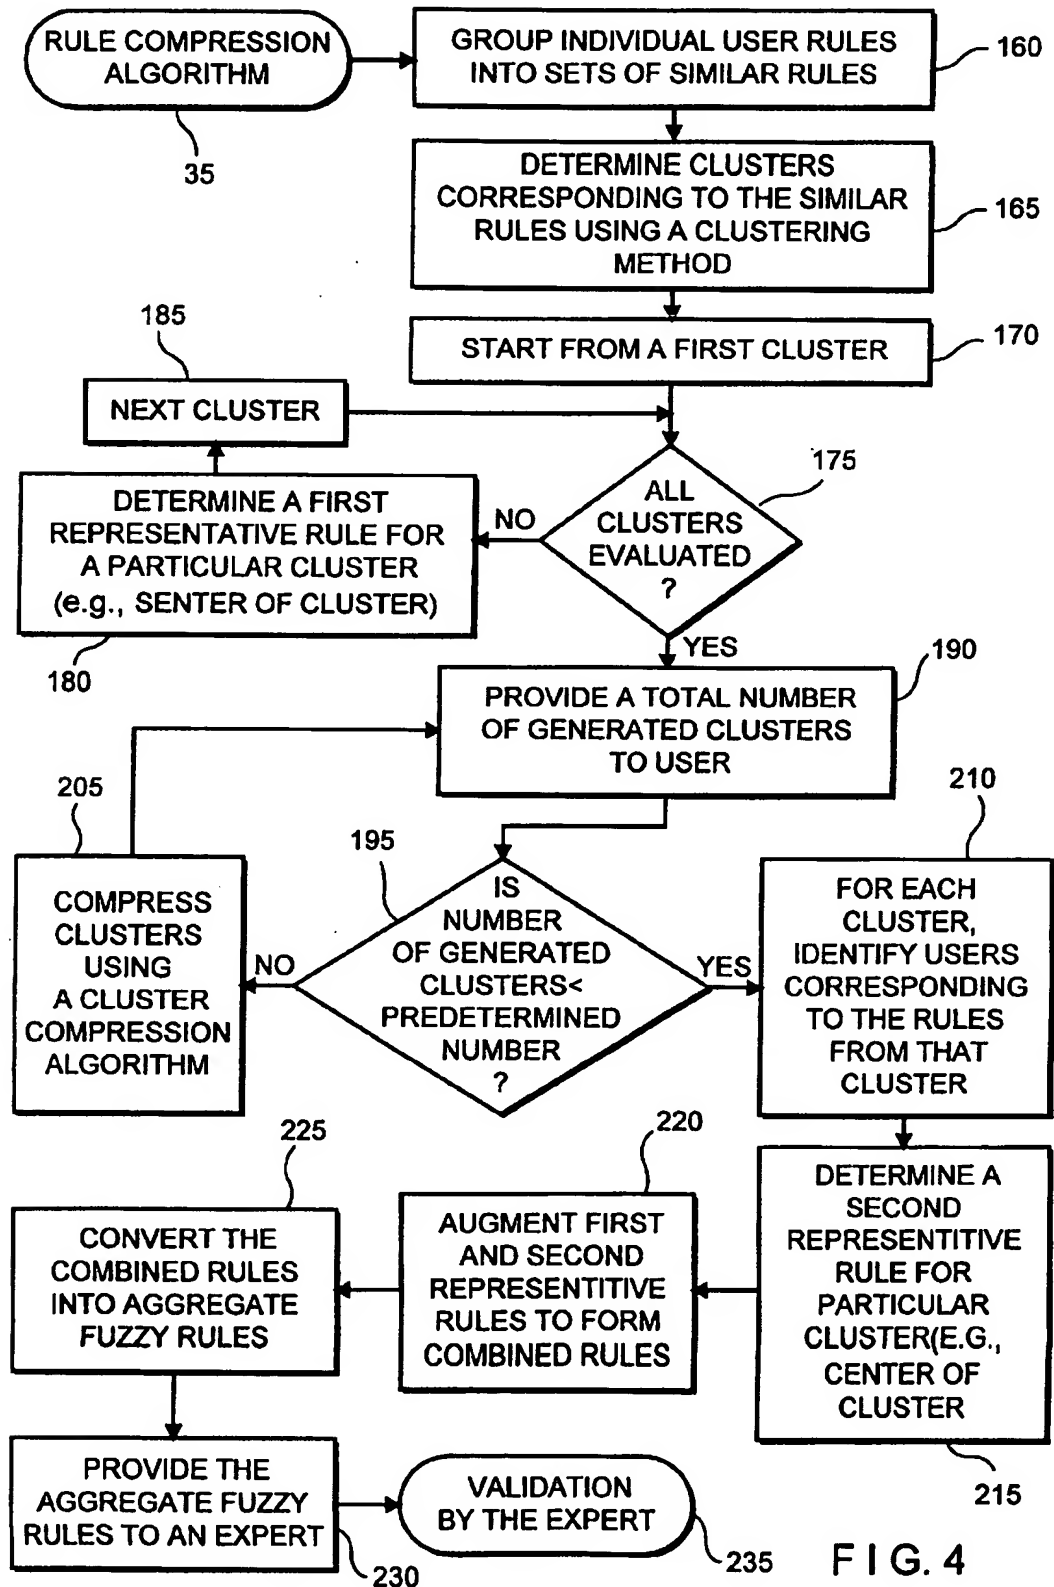 RULE COMPRESSION
ALGORITHM
35
GROUP INDIVIDUAL USER RULES
INTO SETS OF SIMILAR RULES
160
DETERMINE CLUSTERS
CORRESPONDING TO THE SIMILAR
RULES USING A CLUSTERING
METHOD
165
START FROM A FIRST CLUSTER
170
185
NEXT CLUSTER
ALL
CLUSTERS
EVALUATED
?
175
NO
DETERMINE A FIRST
REPRESENTATIVE RULE FOR
A PARTICULAR CLUSTER
(e.g., SENTER OF CLUSTER)
180
YES
PROVIDE A TOTAL NUMBER
OF GENERATED CLUSTERS
TO USER
190
205
COMPRESS
CLUSTERS
USING
A CLUSTER
COMPRESSION
ALGORITHM
NO
195
IS
NUMBER
OF GENERATED
CLUSTERS<
PREDETERMINED
NUMBER
?
YES
210
FOR EACH
CLUSTER,
IDENTIFY USERS
CORRESPONDING
TO THE RULES
FROM THAT
CLUSTER
DETERMINE A
SECOND
REPRESENTITIVE
RULE FOR
PARTICULAR
CLUSTER(E.G.,
CENTER OF
CLUSTER
215
220
AUGMENT FIRST
AND SECOND
REPRESENTITIVE
RULES TO FORM
COMBINED RULES
225
CONVERT THE
COMBINED RULES
INTO AGGREGATE
FUZZY RULES
PROVIDE THE
AGGREGATE FUZZY
RULES TO AN EXPERT
230
VALIDATION
BY THE EXPERT
235
FIG. 4